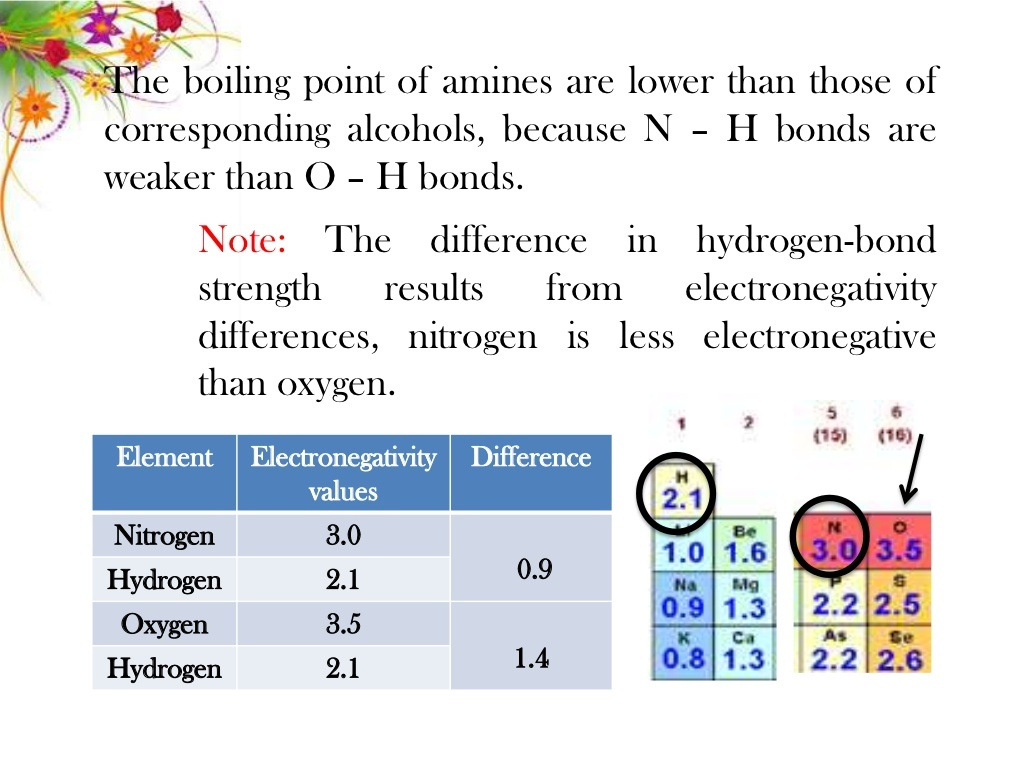 The boiling point of amines are lower than those of
corresponding alcohols, because N – H bonds are
weaker than O – H bonds.
Note: The difference in hydrogen-bond
strength results from electronegativity
differences, nitrogen is less electronegative
than oxygen.
Element Electronegativity values Difference
Nitrogen 3.0 0.9
Hydrogen 2.1
Oxygen 3.5 1.4
Hydrogen 2.1
1 2
H
2.1
Be
1.0 1.6
Na Mg
0.9 1.3
K Ca
0.8 1.3
5 6
(15) (16)
N O
3.0 3.5
P S
2.2 2.5
As Se
2.2 2.6